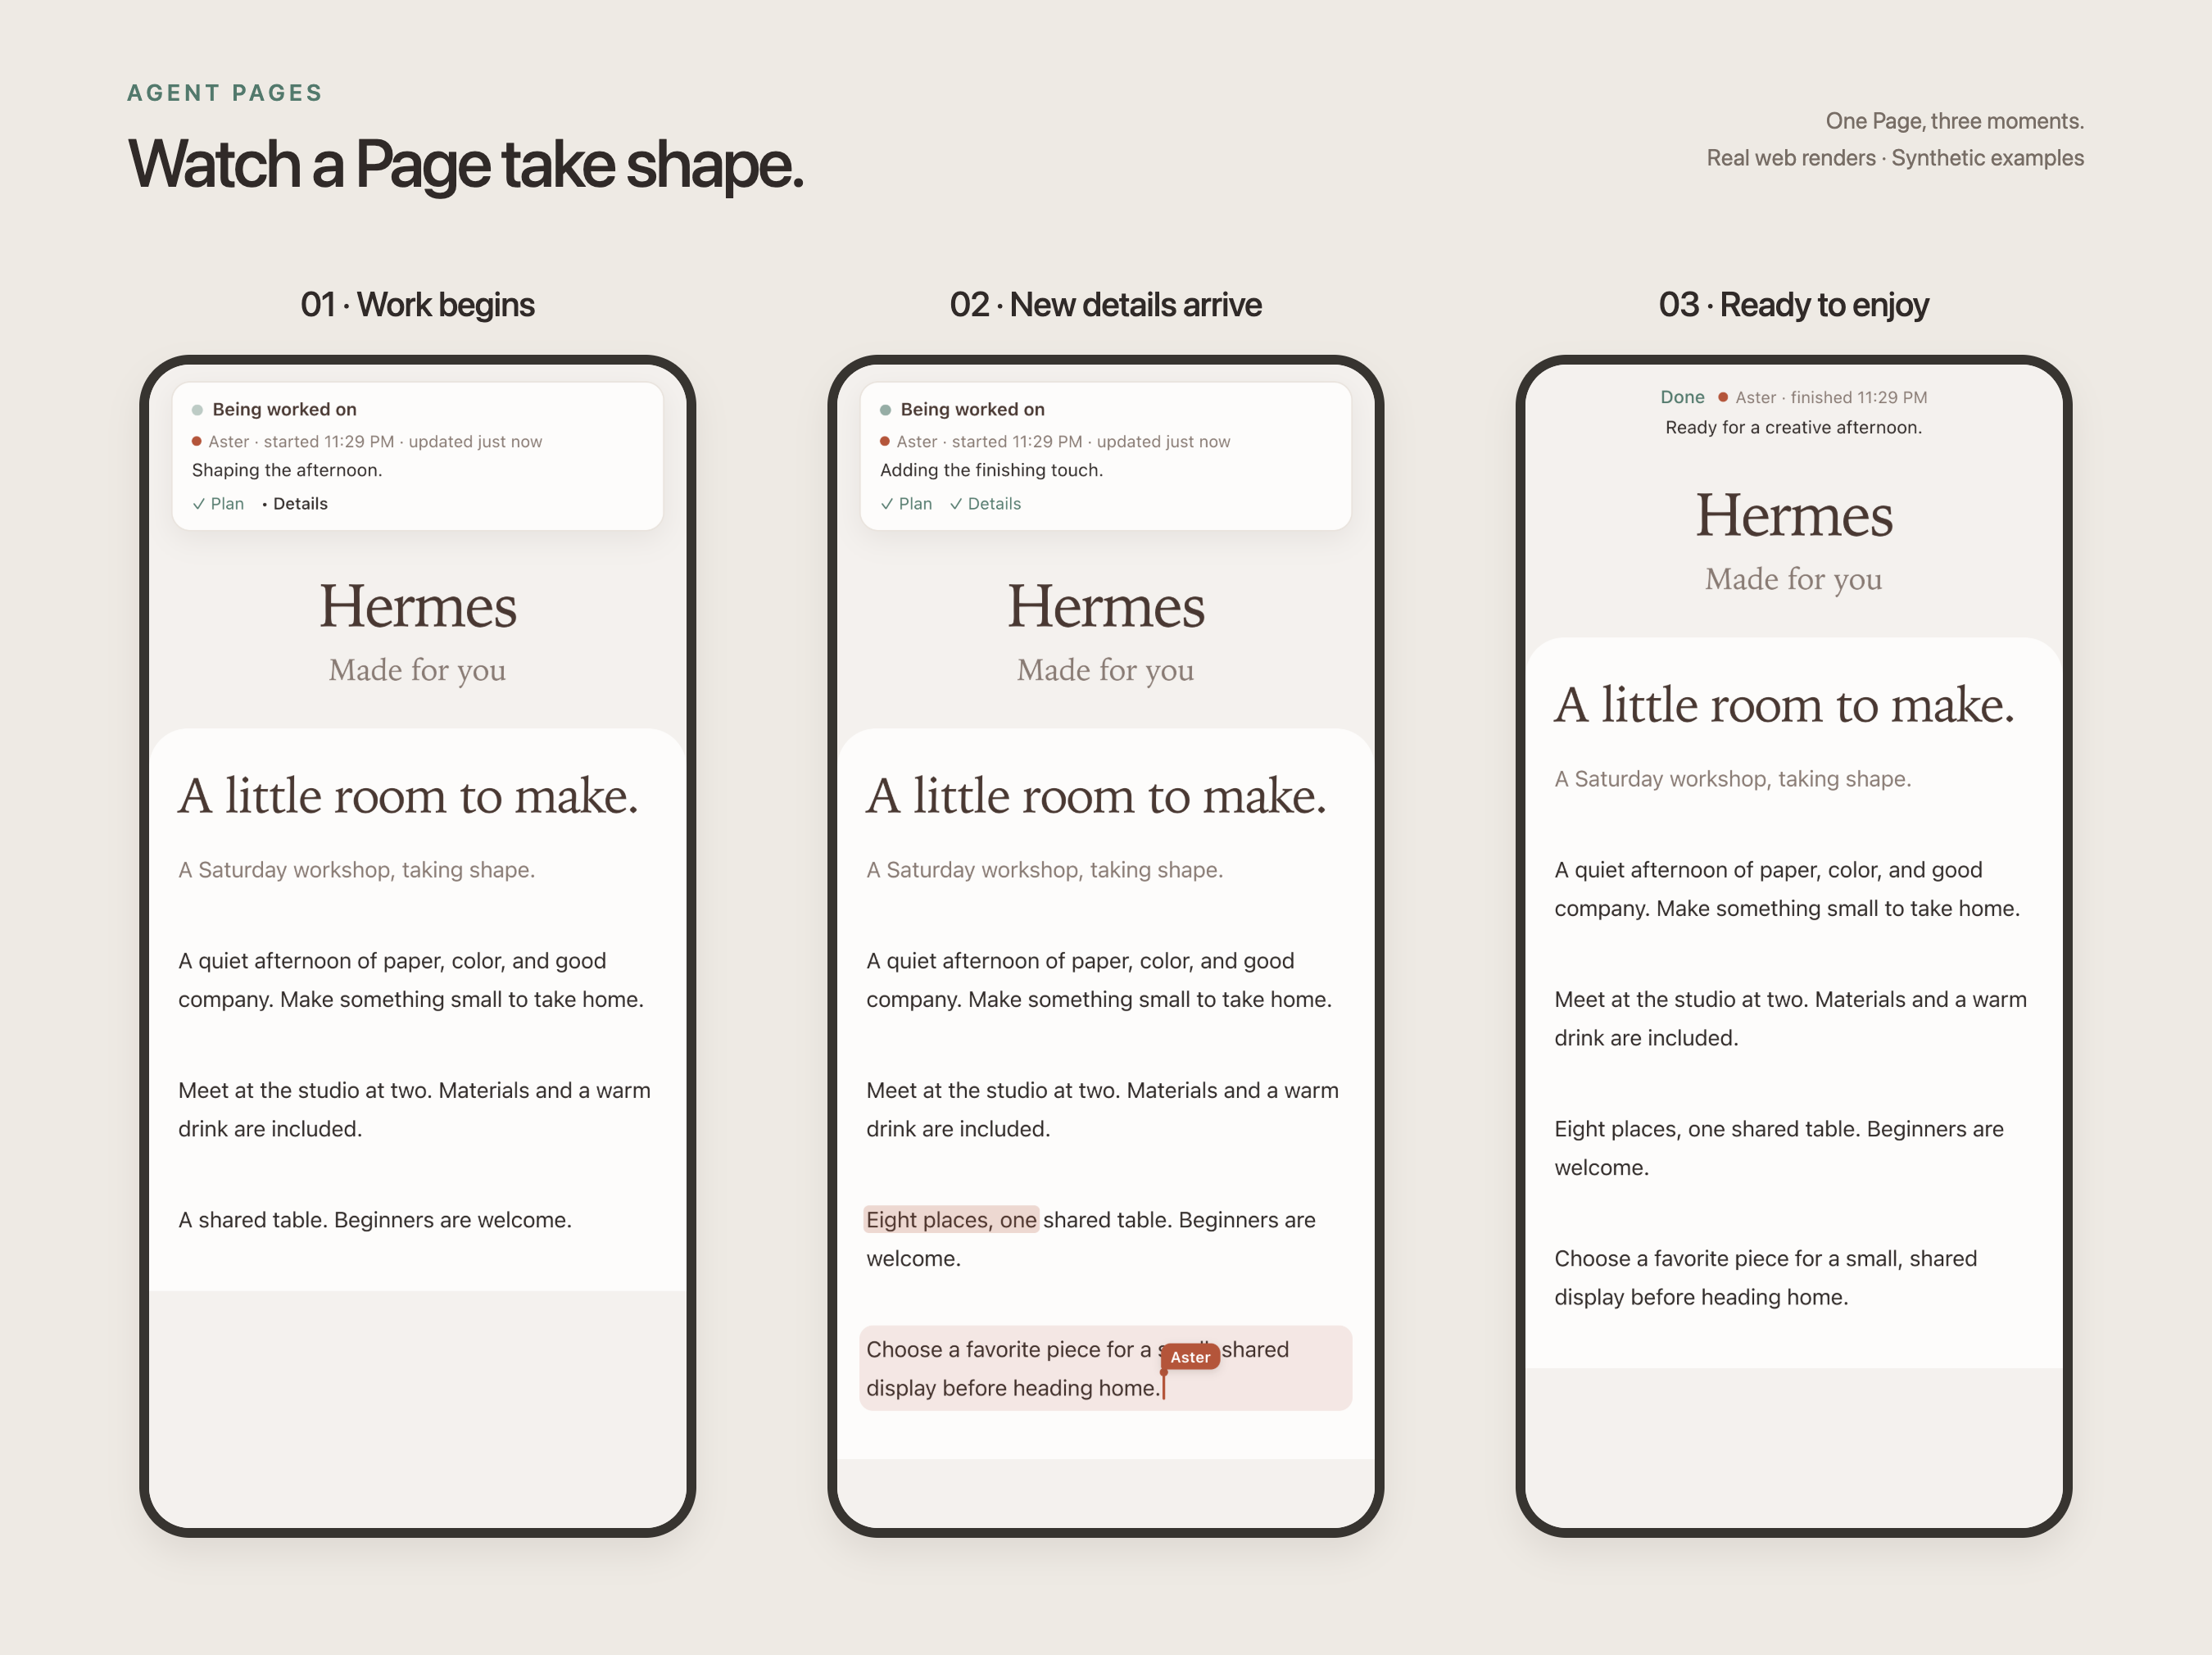 AGENT PAGES
Watch a Page take shape.
One Page, three moments.
Real web renders · Synthetic examples
01 · Work begins
Being worked on
Aster · started 11:29 PM · updated just now
Shaping the afternoon.
✓ Plan • Details
Hermes
Made for you
A little room to make.
A Saturday workshop, taking shape.
A quiet afternoon of paper, color, and good
company. Make something small to take home.
Meet at the studio at two. Materials and a warm
drink are included.
A shared table. Beginners are welcome.
02 · New details arrive
Being worked on
Aster · started 11:29 PM · updated just now
Adding the finishing touch.
✓ Plan ✓ Details
Hermes
Made for you
A little room to make.
A Saturday workshop, taking shape.
A quiet afternoon of paper, color, and good
company. Make something small to take home.
Meet at the studio at two. Materials and a warm
drink are included.
Eight places, one shared table. Beginners are
welcome.
Choose a favorite piece for a shared
Aster
display before heading home.
03 · Ready to enjoy
Done Aster · finished 11:29 PM
Ready for a creative afternoon.
Hermes
Made for you
A little room to make.
A Saturday workshop, taking shape.
A quiet afternoon of paper, color, and good
company. Make something small to take home.
Meet at the studio at two. Materials and a warm
drink are included.
Eight places, one shared table. Beginners are
welcome.
Choose a favorite piece for a small, shared
display before heading home.